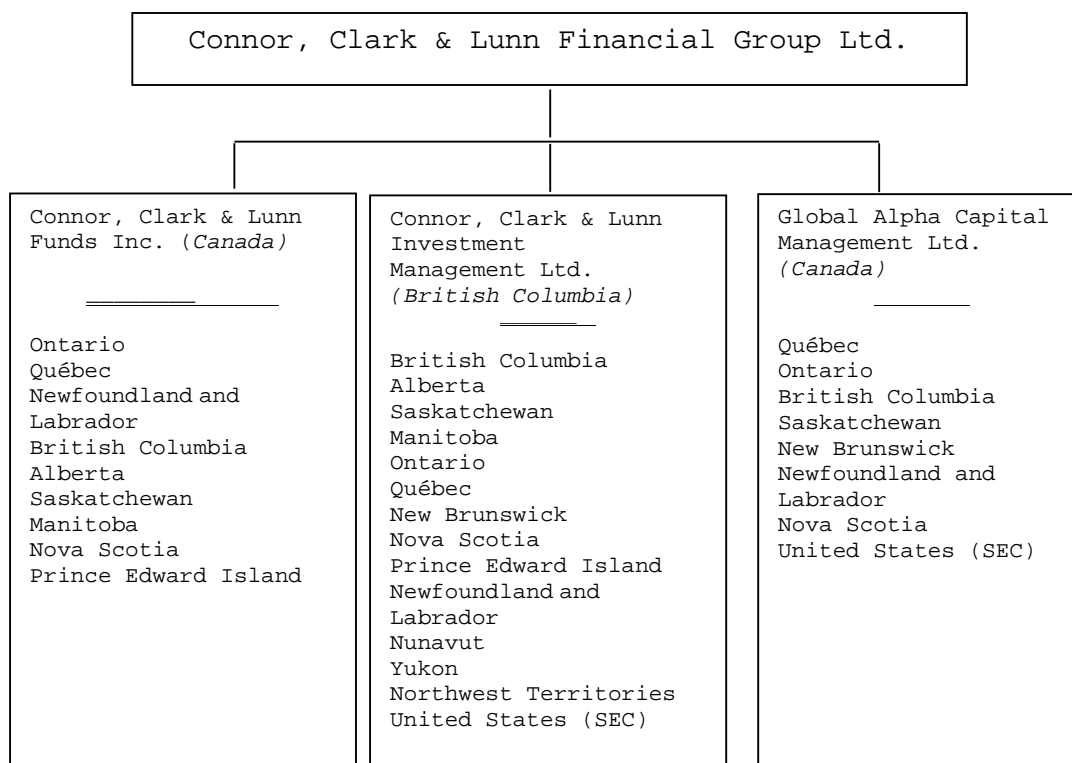 Connor, Clark & Lunn Financial Group Ltd.
Connor, Clark & Lunn
Funds Inc. (Canada)
Ontario
Québec
Newfoundland and
Labrador
British Columbia
Alberta
Saskatchewan
Manitoba
Nova Scotia
Prince Edward Island
Connor, Clark & Lunn
Investment
Management Ltd.
(British Columbia)
British Columbia
Alberta
Saskatchewan
Manitoba
Ontario
Québec
New Brunswick
Nova Scotia
Prince Edward Island
Newfoundland and
Labrador
Nunavut
Yukon
Northwest Territories
United States (SEC)
Global Alpha Capital
Management Ltd.
(Canada)
Québec
Ontario
British Columbia
Saskatchewan
New Brunswick
Newfoundland and
Labrador
Nova Scotia
United States (SEC)